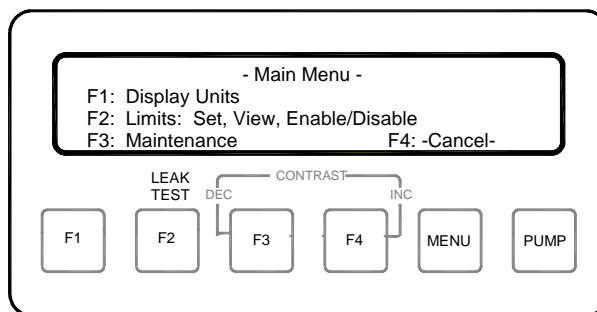 - Main Menu -
F1: Display Units
F2: Limits: Set, View, Enable/Disable
F3: Maintenance F4: -Cancel-
LEAK TEST
CONTRAST
DEC INC
F1 F2 F3 F4 MENU PUMP